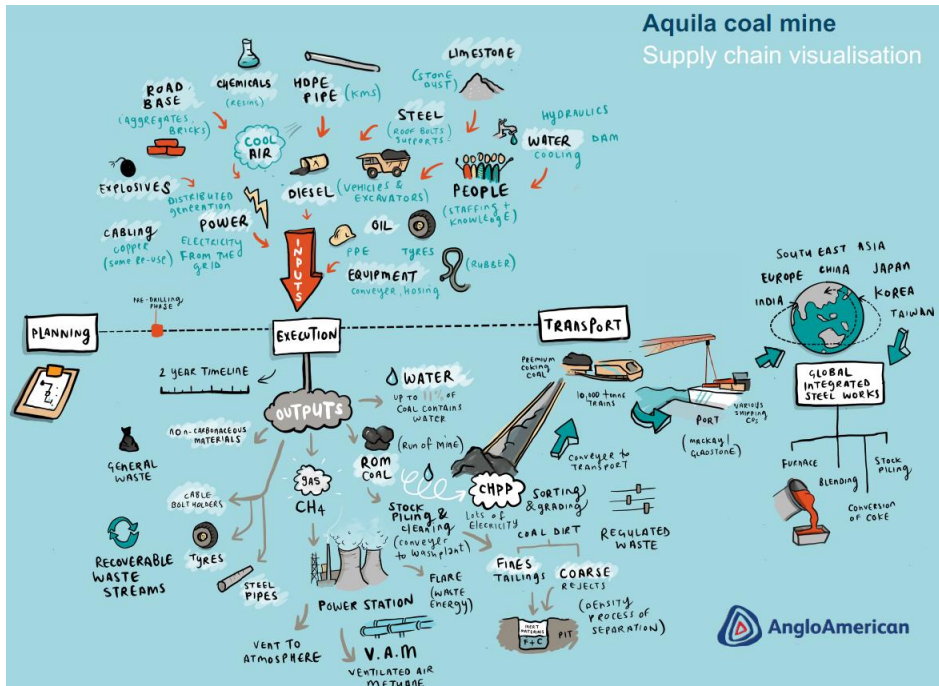 Aquila coal mine
Supply chain visualisation
ROAD
BASE
(AGGREGATES,
BRICKS)
CHEMICALS
(RESINS)
HDPE
PIPE (KMS)
LIMESTONE
(STONE
DUST)
STEEL
(ROOF BOLTS
SUPPORTS)
HYDRAULICS
WATER
COOLING
DAM
COOL
AIR
EXPLOSIVES
DISTRIBUTED
GENERATION
POWER
ELECTRICITY
FROM THE
GRID
CABLING
COPPER
(SOME RE-USE)
DIESEL
(VEHICLES &
EXCAVATORS)
PEOPLE
(STAFFING +
KNOWLEDGE)
OIL
PPE
TYRES
EQUIPMENT
CONVEYER, HOSING
(RUBBER)
INPUTS
PLANNING
PRE-DRILLING
PHASE
EXECUTION
TRANSPORT
2 YEAR TIMELINE
OUTPUTS
WATER
UP TO 11% OF
COAL CONTAINS
WATER
NON-CARBONACEOUS
MATERIALS
GENERAL
WASTE
CABLE
BOLT HOLDERS
RECOVERABLE
WASTE
STREAMS
TYRES
STEEL
PIPES
GAS
CH4
ROM
COAL
(RUN OF MINE)
STOCK
PILING &
CLEANING
(CONVEYER
TO WASHPLANT)
FLARE
(WASTE
ENERGY)
POWER STATION
VENT TO
ATMOSPHERE
V.A.M
VENTILATED AIR
METHANE
CHPP
LOTS OF
ELECRICITY
SORTING
& GRADING
COAL DIRT
REGULATED
WASTE
FINES
TAILINGS
COARSE
REJECTS
(DENSITY
PROCESS OF
SEPARATION)
INERT
MATERIALS
F+C
PIT
PREMIUM
COKING
COAL
10,000 tonne
TRAINS
CONVEYER TO
TRANSPORT
PORT
(MACKAY/
GLADSTONE)
VARIOUS
SHIPPING
COs
SOUTH EAST ASIA
EUROPE
CHINA
JAPAN
INDIA
KOREA
TAIWAN
GLOBAL
INTEGRATED
STEEL WORKS
FURNACE
BLENDING
STOCK
PILING
CONVERSION
OF COKE
AngloAmerican